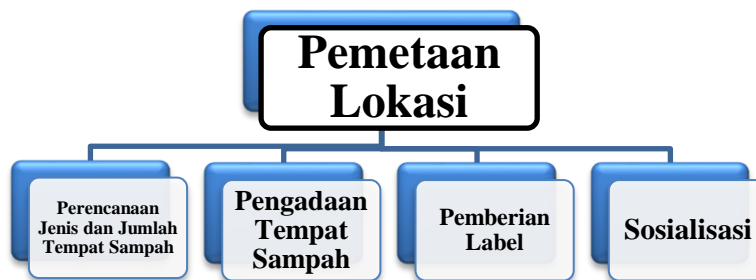 Pemetaan
Lokasi
Perencanaan
Jenis dan Jumlah
Tempat Sampah
Pengadaan
Tempat
Sampah
Pemberian
Label
Sosialisasi